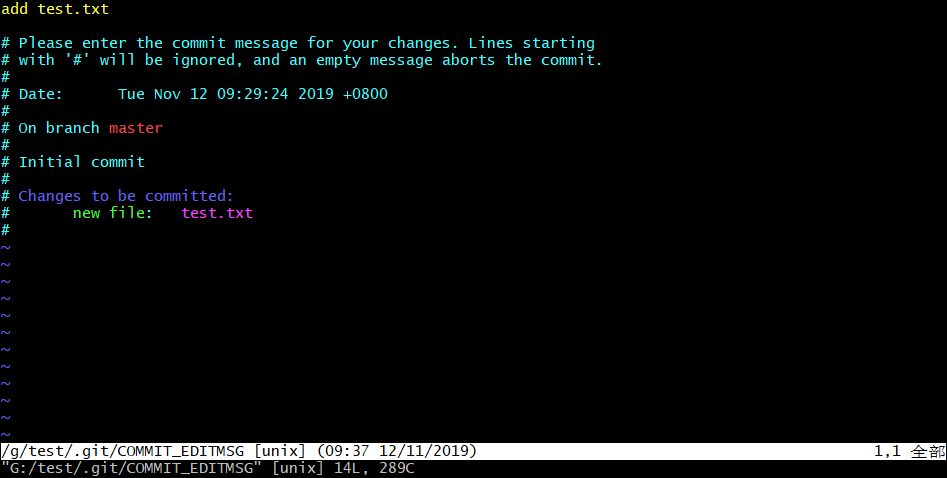 add test.txt

# Please enter the commit message for your changes. Lines starting
# with '#' will be ignored, and an empty message aborts the commit.
#
# Date:      Tue Nov 12 09:29:24 2019 +0800
#
# On branch master
#
# Initial commit
#
# Changes to be committed:
#       new file:   test.txt
#
~
~
~
~
~
~
~
~
~
~
~
~
/g/test/.git/COMMIT_EDITMSG [unix] (09:37 12/11/2019) 1,1 全部
"G:/test/.git/COMMIT_EDITMSG" [unix] 14L, 289C